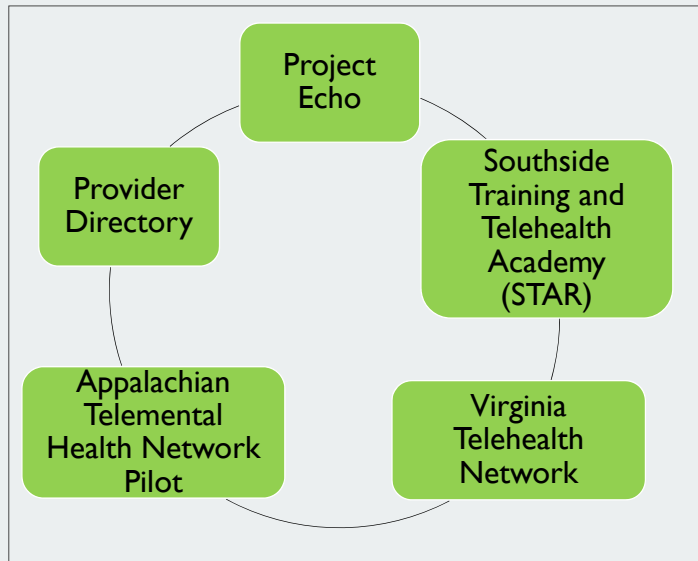 Project
Echo
Southside
Training and
Telehealth
Academy
(STAR)
Virginia
Telehealth
Network
Appalachian
Telemental
Health Network
Pilot
Provider
Directory